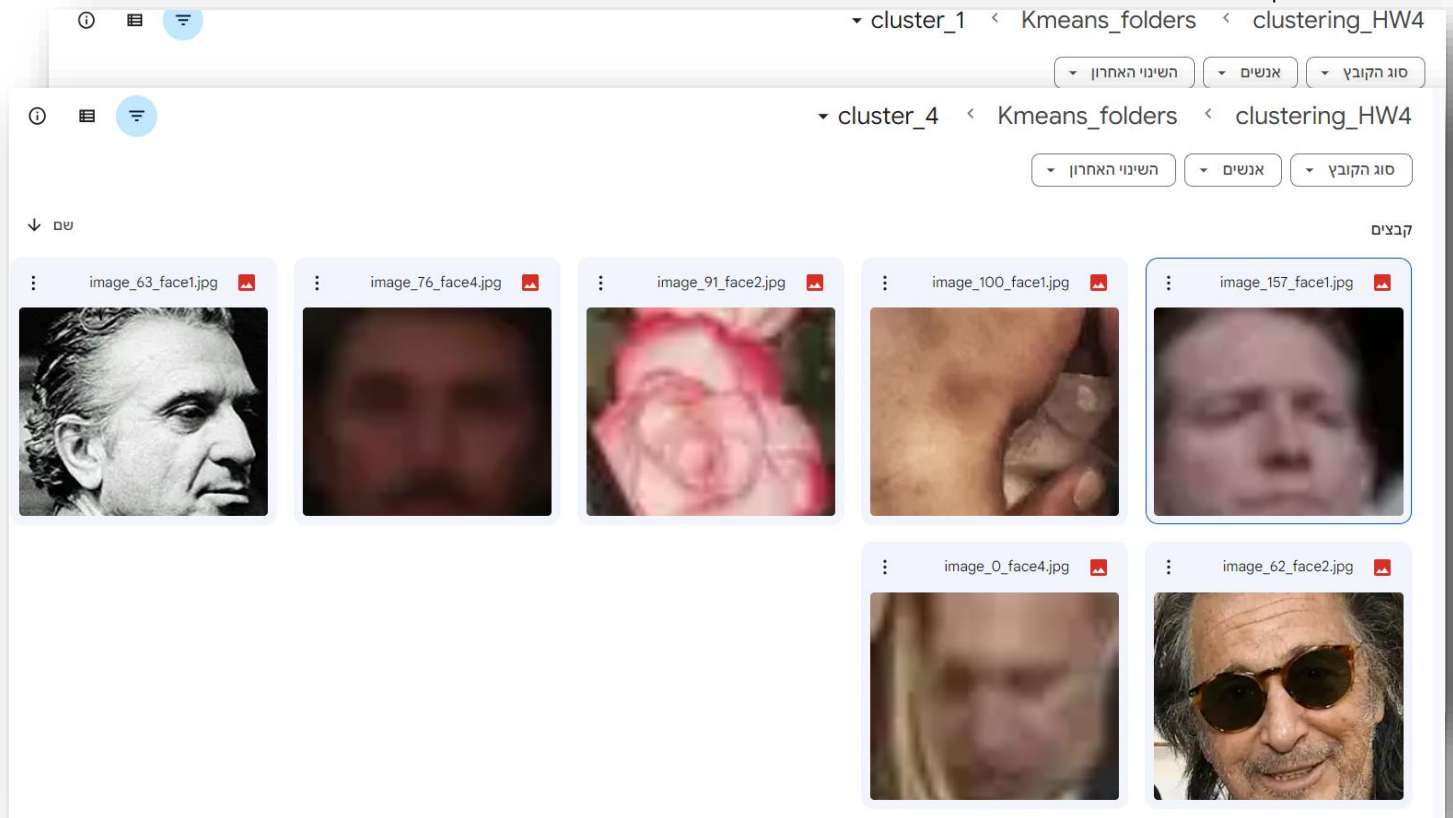 clustering_HW4 > Kmeans_folders > cluster_1
סוג הקובץ אנשים השינוי האחרון
clustering_HW4 > Kmeans_folders > cluster_4
סוג הקובץ אנשים השינוי האחרון
קבצים שם
image_157_face1.jpg image_100_face1.jpg image_91_face2.jpg image_76_face4.jpg image_63_face1.jpg
image_62_face2.jpg image_0_face4.jpg